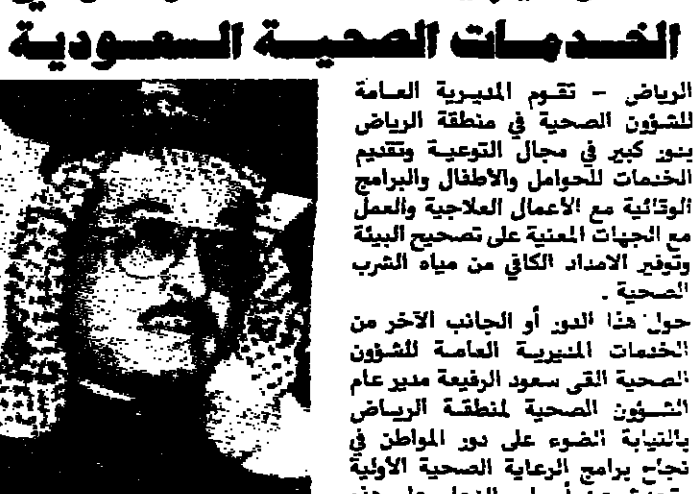 الخدمات الصحية السعودية
الرياض – تقوم المديرية العامة
للشؤون الصحية في منطقة الرياض
بدور كبير في مجال التوعية وتقديم
الخدمات للحوامل والأطفال والبرامج
الوقائية مع الأعمال العلاجية والعمل
مع الجهات المعنية على تصحيح البيئة
وتوفير الامداد الكافي من مياه الشرب
الصحية .
حول هذا الدور أو الجانب الآخر من
الخدمات المديرية العامة للشؤون
الصحية القى سعود الرفيعة مدير عام
الشؤون الصحية لمنطقة الرياض
بالنيابة الضوء على دور المواطن في
نجاح برامج الرعاية الصحية الأولية